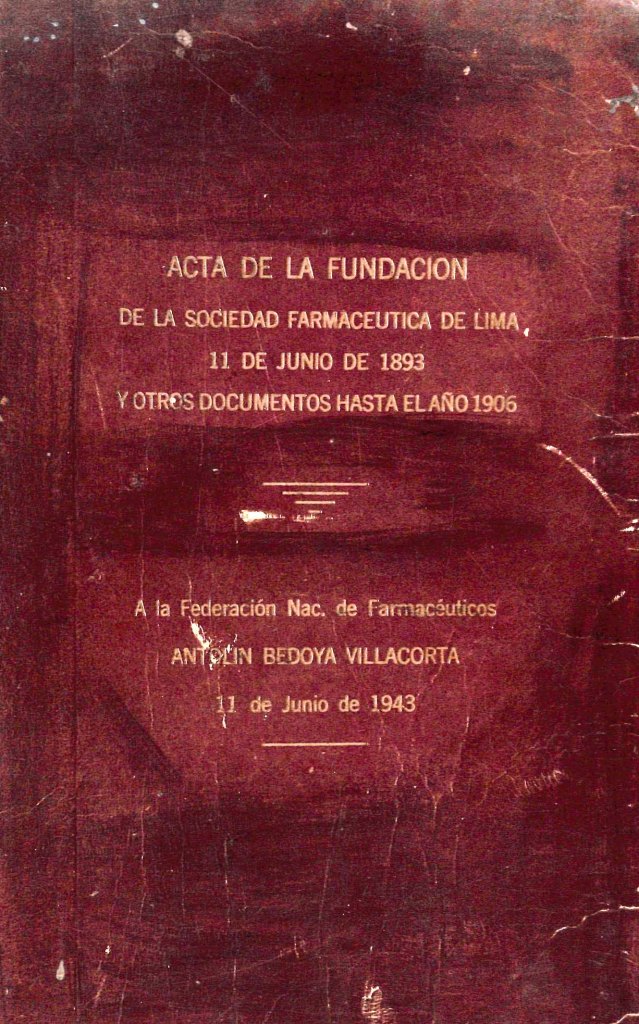 ACTA DE LA FUNDACION
DE LA SOCIEDAD FARMACEUTICA DE LIMA
11 DE JUNIO DE 1893
Y OTROS DOCUMENTOS HASTA EL AÑO 1906
A la Federación Nac. de Farmacéuticos
ANTOLIN BEDOYA VILLACORTA
11 de Junio de 1943